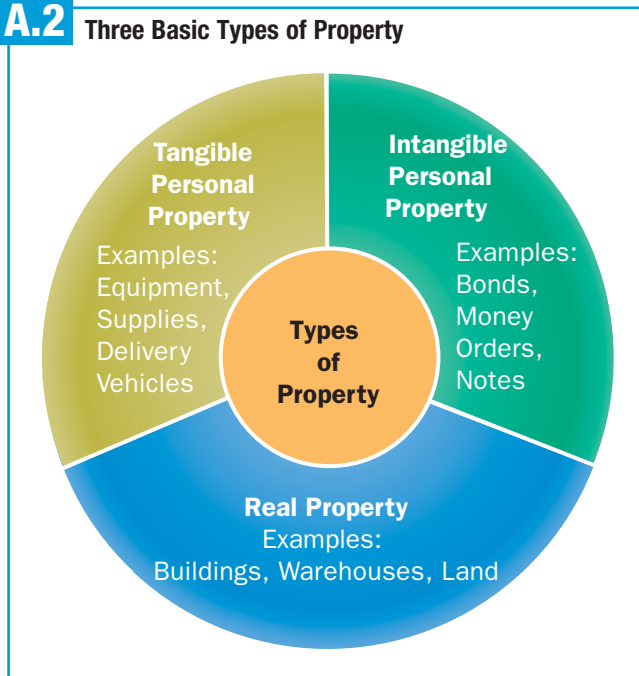 A.2 Three Basic Types of Property
Tangible
Personal
Property
Examples:
Equipment,
Supplies,
Delivery
Vehicles
Intangible
Personal
Property
Examples:
Bonds,
Money
Orders,
Notes
Types
of
Property
Real Property
Examples:
Buildings, Warehouses, Land